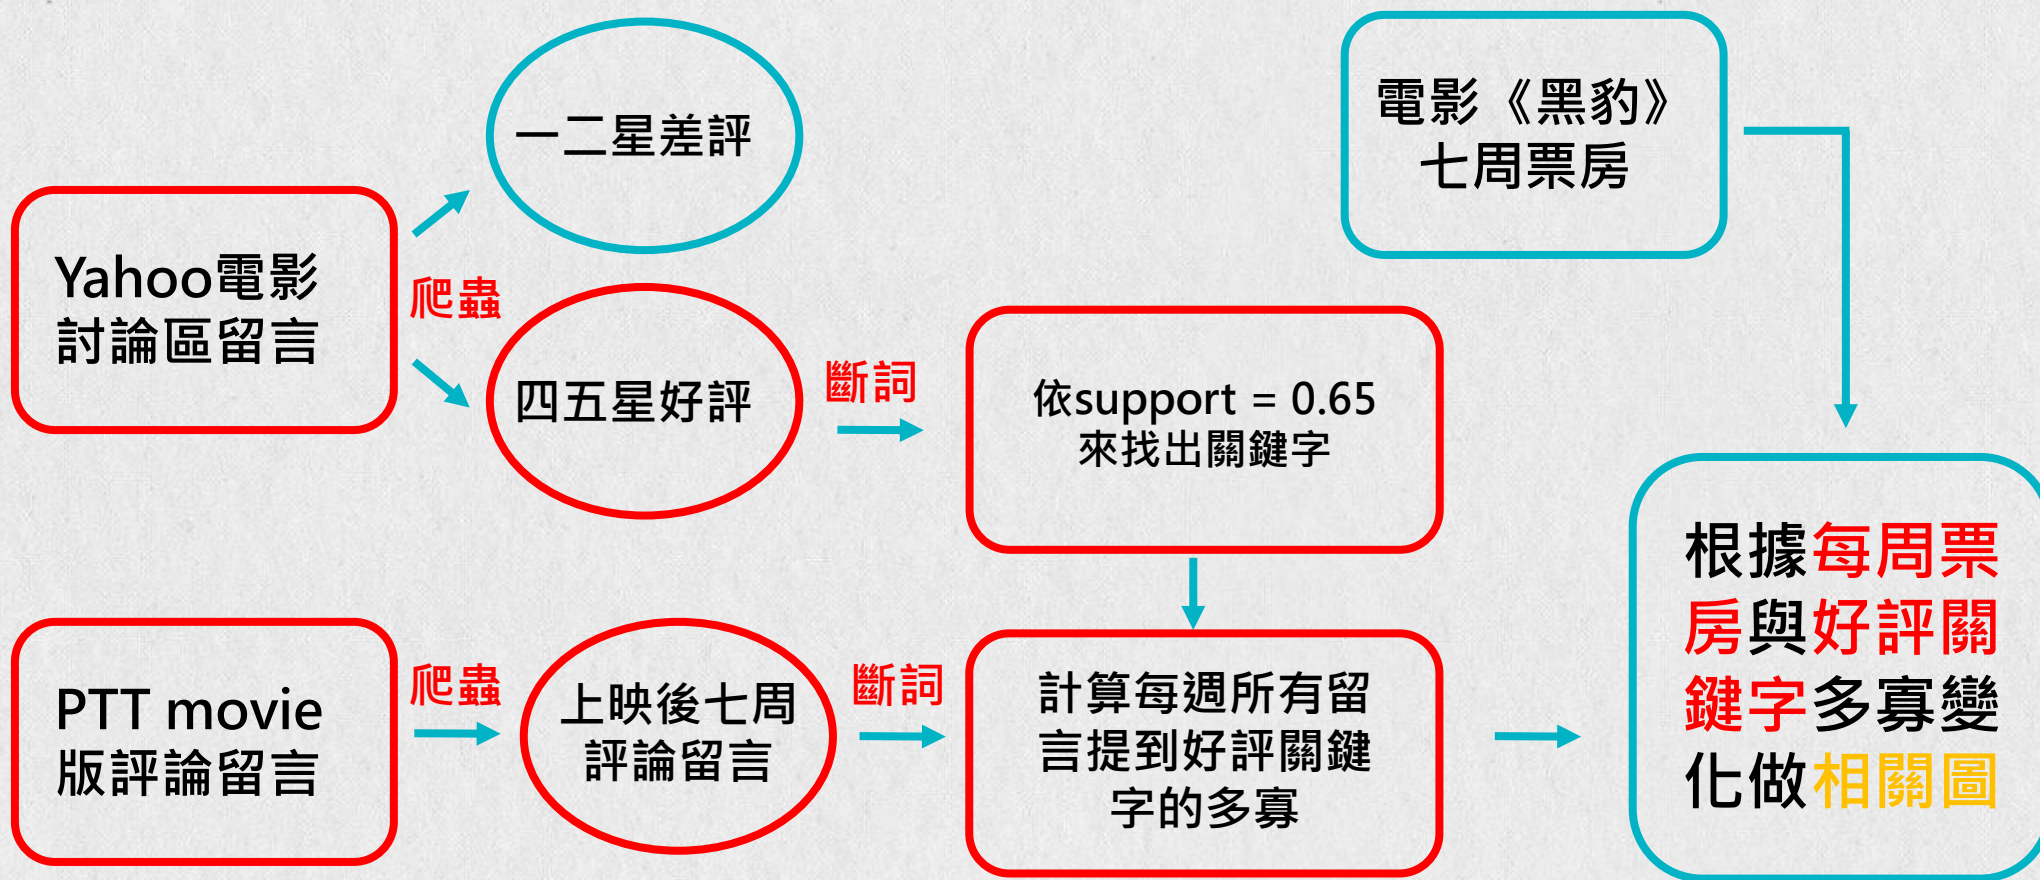 一二星差評
電影《黑豹》
七周票房
Yahoo電影
討論區留言
爬蟲
四五星好評
斷詞
依support = 0.65
來找出關鍵字
PTT movie
版評論留言
爬蟲
上映後七周
評論留言
斷詞
計算每週所有留
言提到好評關鍵
字的多寡
根據每周票
房與好評關
鍵字多寡變
化做相關圖